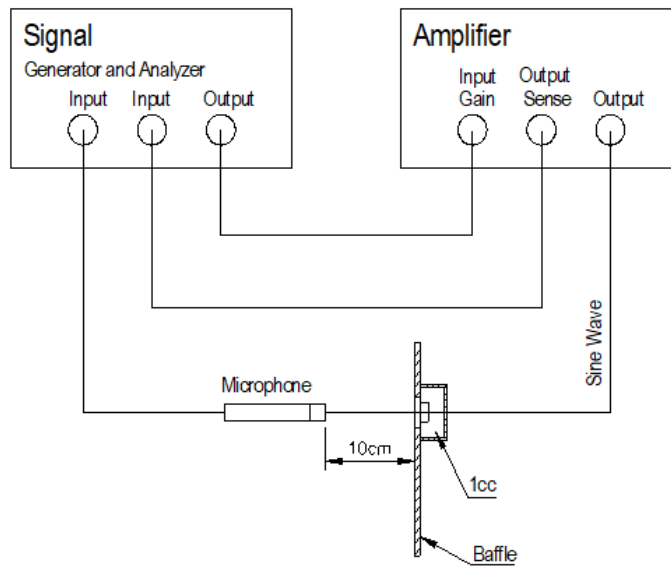 Signal
Generator and Analyzer
Input Input Output
Amplifier
Input Gain
Output Sense
Output
Sine Wave
Microphone
10cm
1cc
Baffle